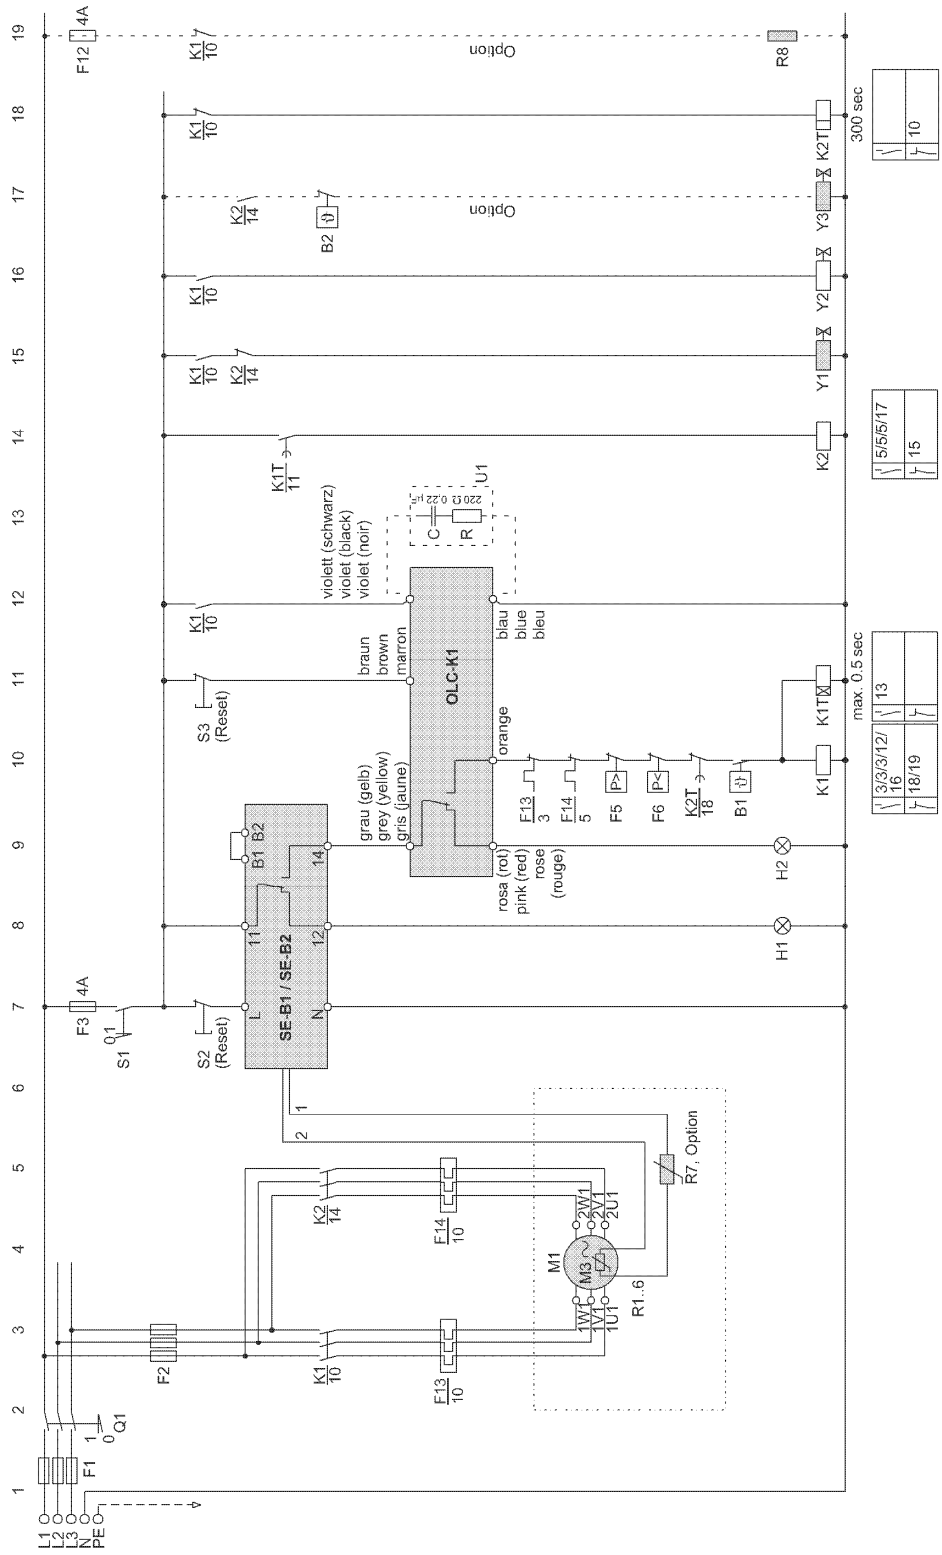 1 2 3 4 5 6 7 8 9 10 11 12 13 14 15 16 17 18 19
L1
L2
L3
N
PE
F1
1
0
Q1
F2
K1
10
F13
10
K2
14
F14
10
M1
M3
1W1
1V1
1U1
2W1
2V1
2U1
R1..6
R7, Option
2
1
F3
4A
S1
0 1
S2
(Reset)
L
N
SE-B1 / SE-B2
11
12
14
B1
B2
H1
H2
grau (gelb)
grey (yellow)
gris (jaune)
rosa (rot)
pink (red)
rose
(rouge)
OLC-K1
orange
F13
3
F14
5
F5
P>
F6
P<
K2T
18
B1
ϑ
K1
K1T
max. 0.5 sec
3/3/3/12/
16
18/19
13
S3
(Reset)
braun
brown
marron
K1
10
violett (schwarz)
violet (black)
violet (noir)
blau
blue
bleu
C
R
220 Ω 0,22 µF
U1
K1T
11
K2
5/5/5/17
15
K1
10
K2
14
Y1
K1
10
Y2
K2
14
B2
ϑ
Option
Y3
K1
10
K2T
300 sec
10
F12
4A
K1
10
Option
R8